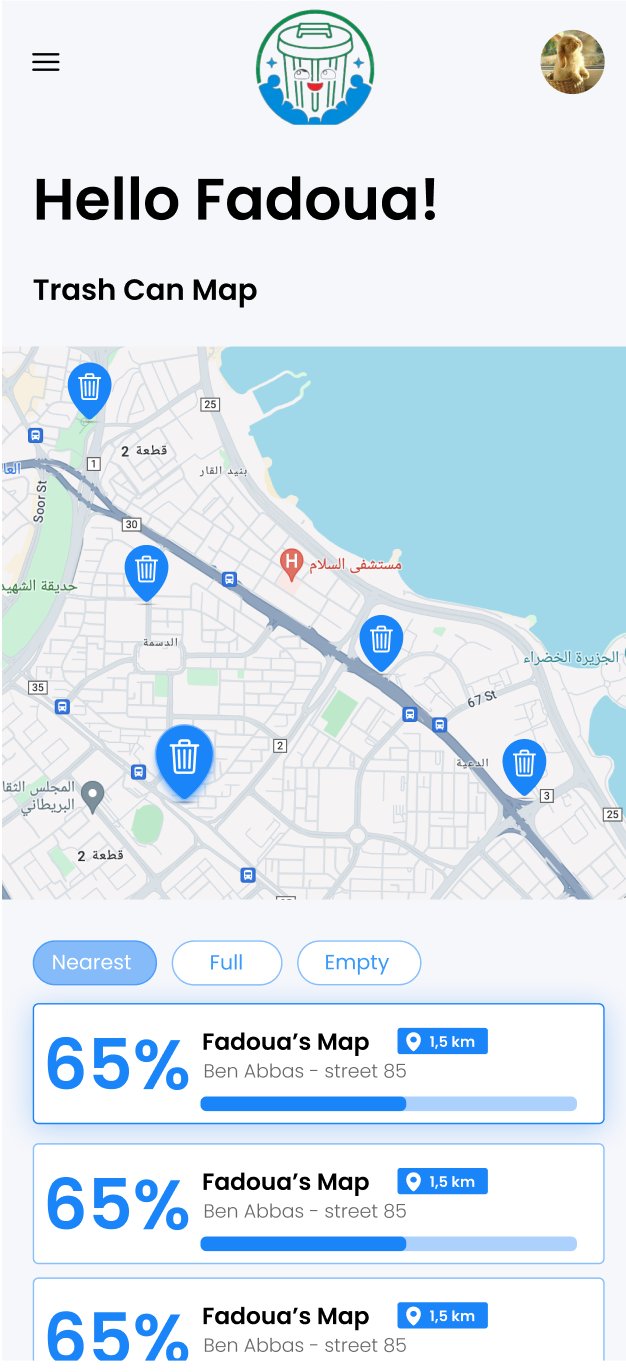 Hello Fadoua!
Trash Can Map
25
قطعة 2
1
بنيد القار
العا
Soor St
30
مستشفى السلام
حديقة الشهيد
الدسمة
الجزيرة الخضراء
35
67 St
2
الدعية
المجلس الثقا
البريطاني
3
25
قطعة 2
Nearest
Full
Empty
65%
Fadoua's Map
1,5 km
Ben Abbas - street 85
65%
Fadoua's Map
1,5 km
Ben Abbas - street 85
65%
Fadoua's Map
1,5 km
Ben Abbas - street 85